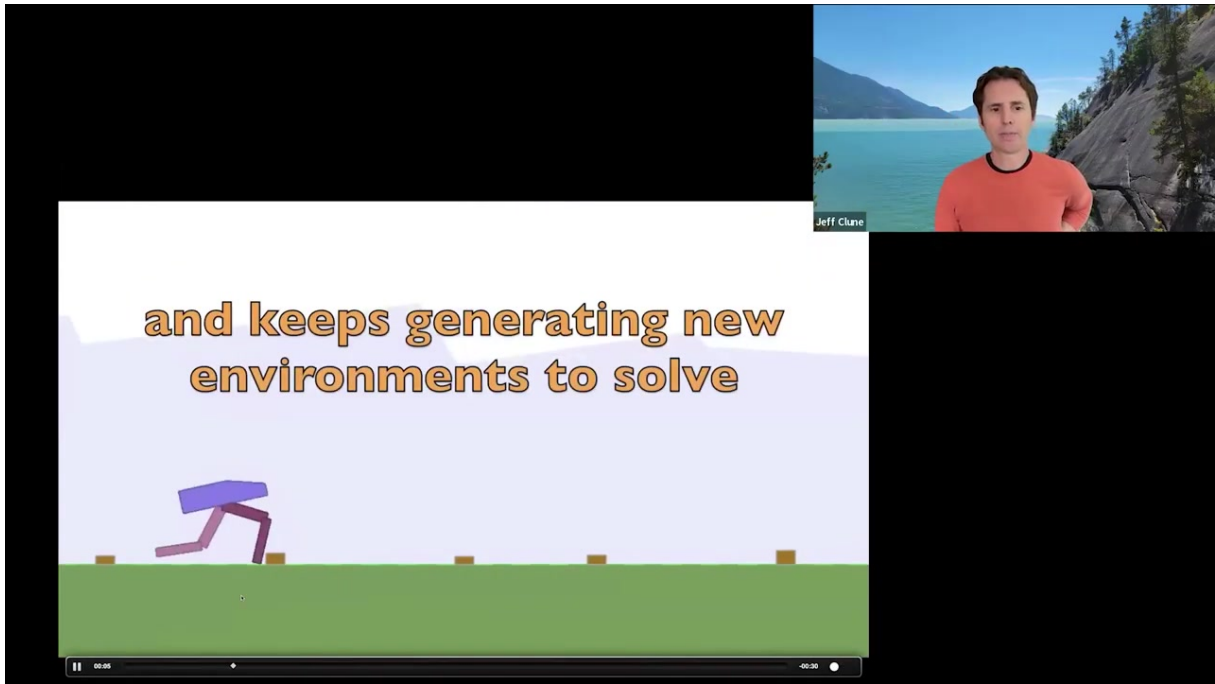 Jeff Clune
and keeps generating new
environments to solve
00:05
-00:30